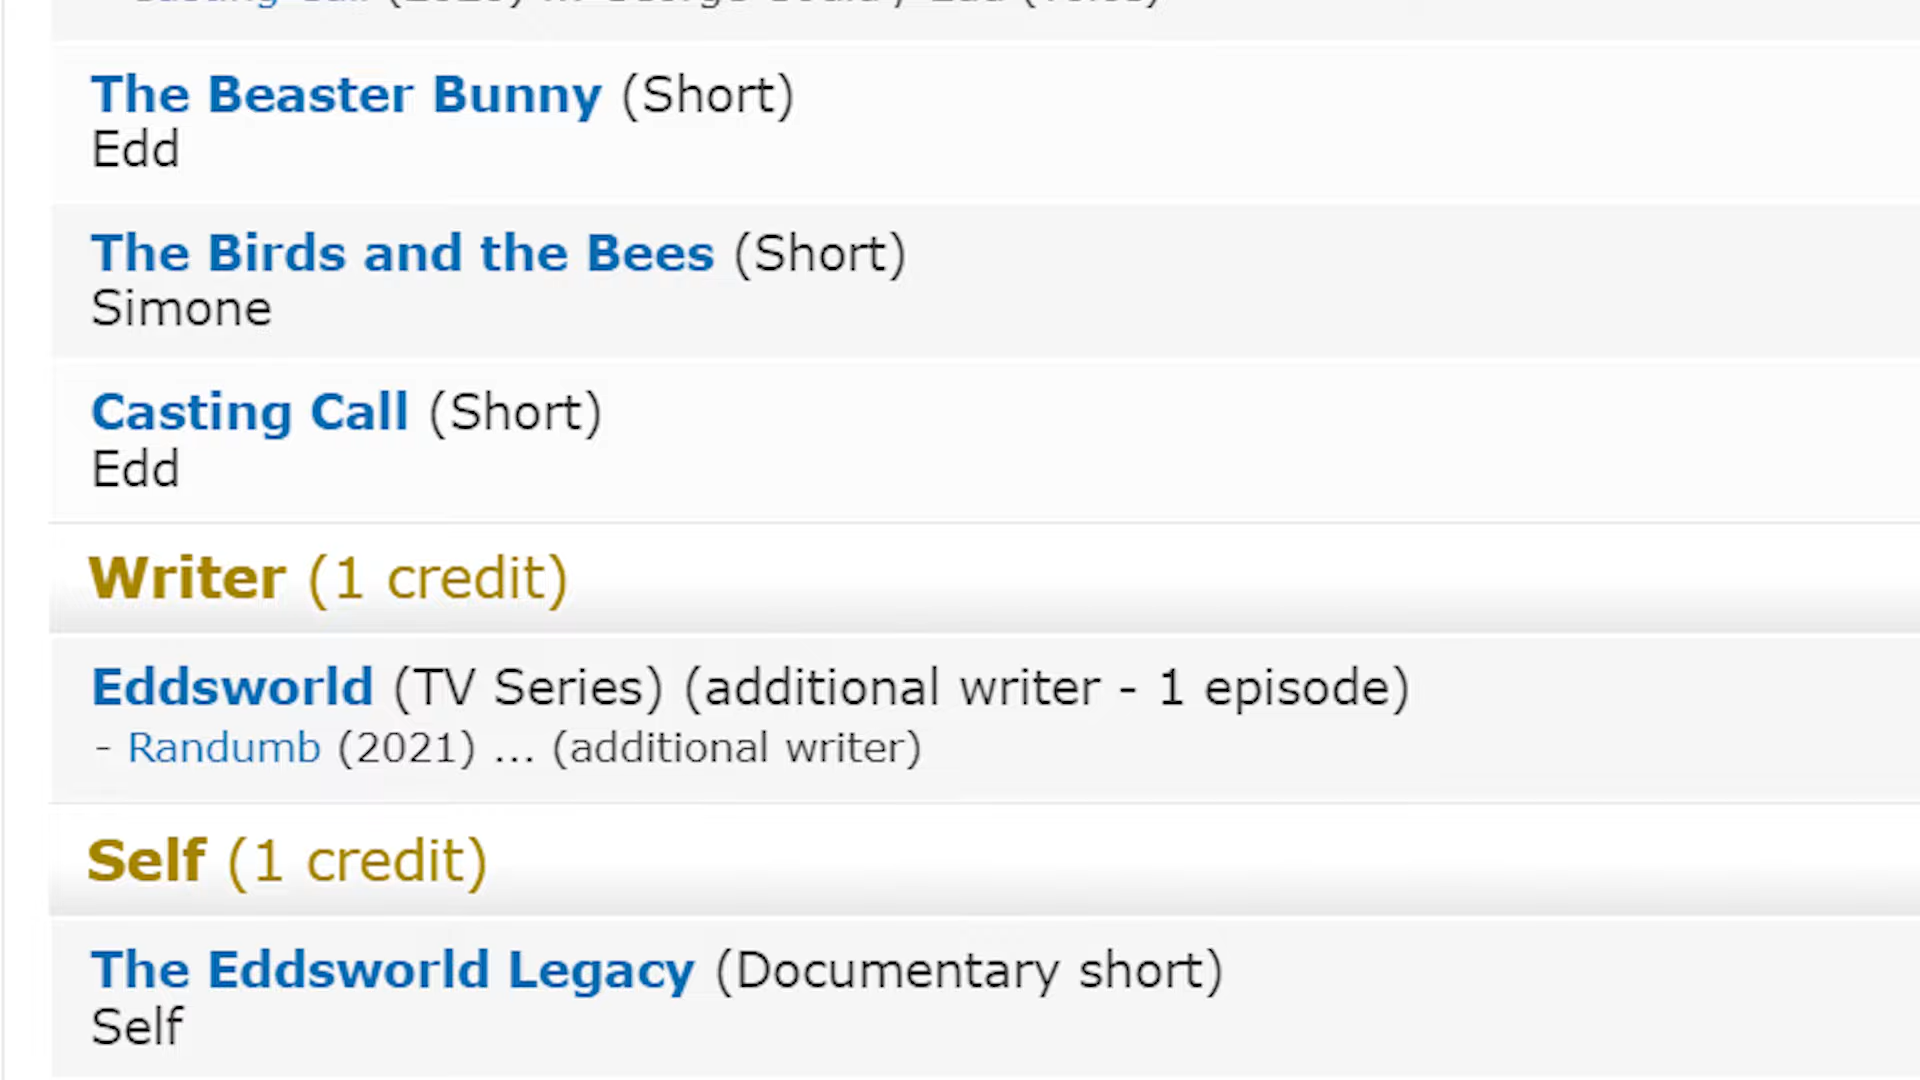 The Beaster Bunny (Short)
Edd
The Birds and the Bees (Short)
Simone
Casting Call (Short)
Edd
Writer (1 credit)
Eddsworld (TV Series) (additional writer - 1 episode)
- Randumb (2021) ... (additional writer)
Self (1 credit)
The Eddsworld Legacy (Documentary short)
Self